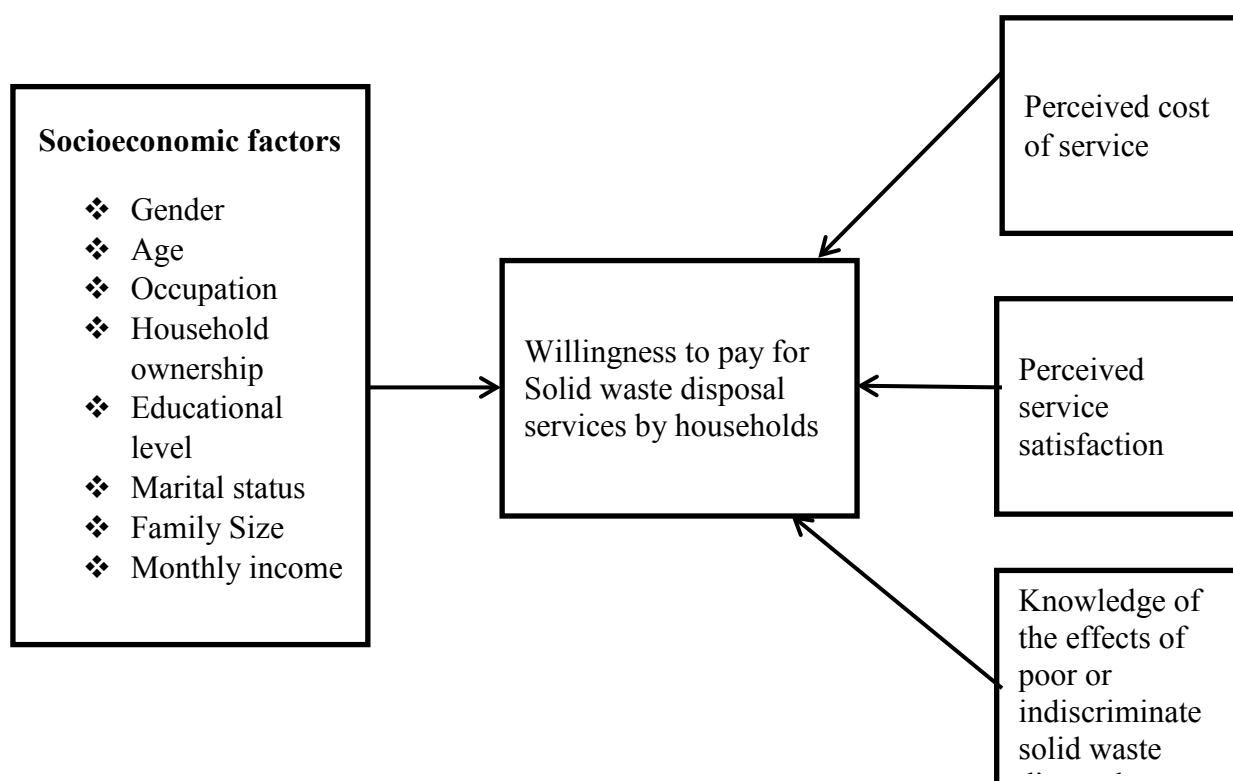 Socioeconomic factors
❖ Gender
❖ Age
❖ Occupation
❖ Household
ownership
❖ Educational
level
❖ Marital status
❖ Family Size
❖ Monthly income
Willingness to pay for
Solid waste disposal
services by households
Perceived cost
of service
Perceived
service
satisfaction
Knowledge of
the effects of
poor or
indiscriminate
solid waste